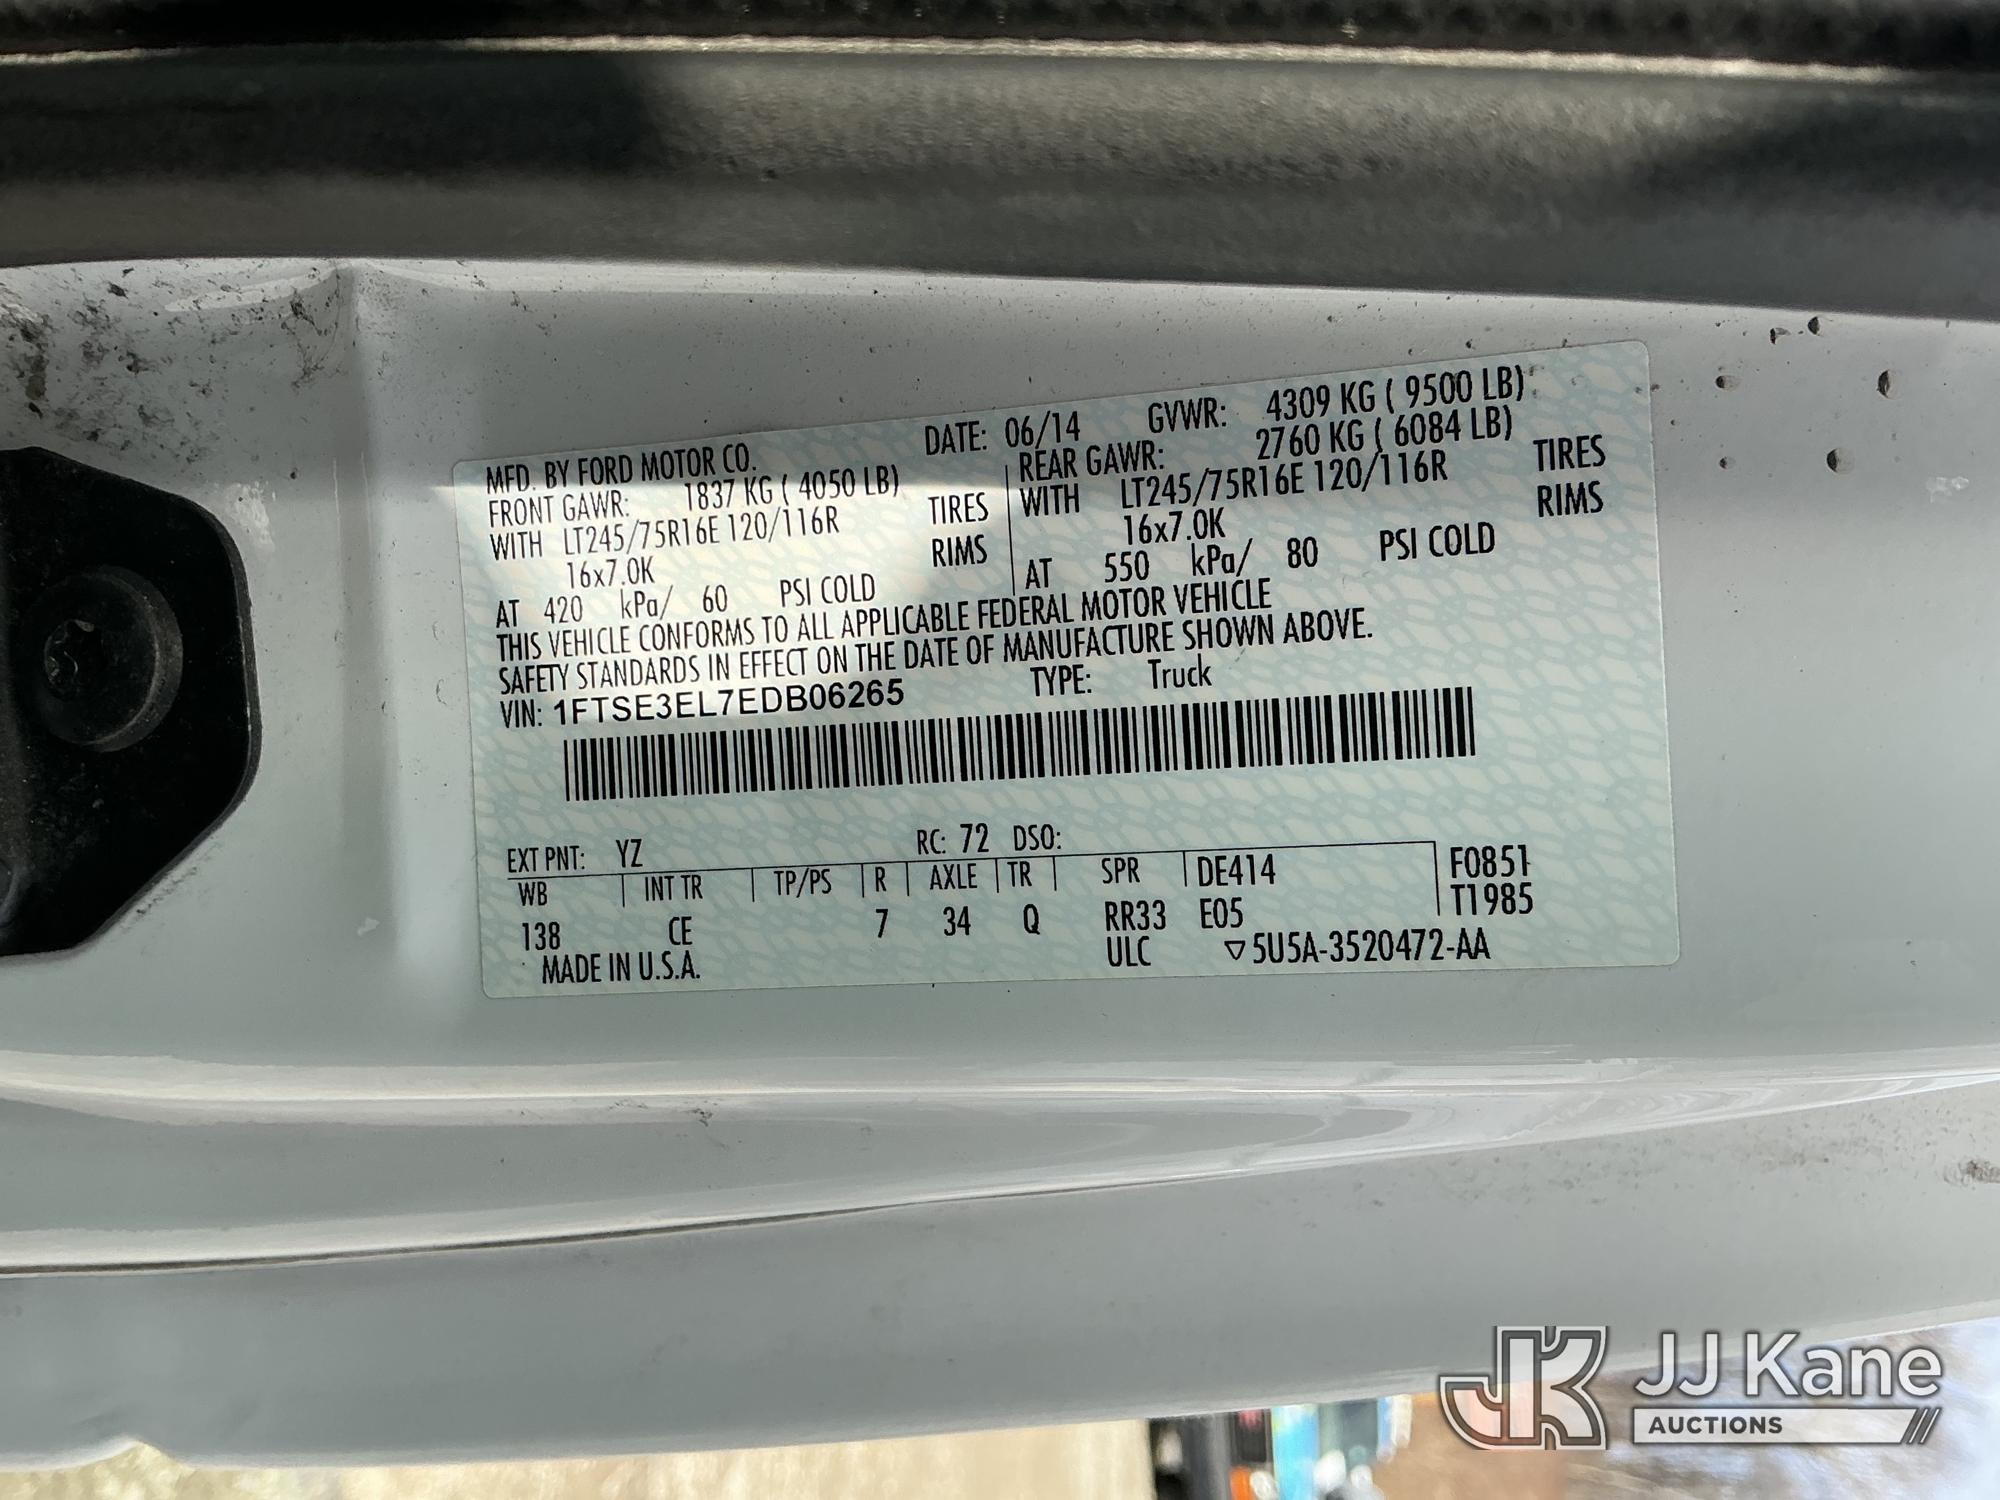 MFD. BY FORD MOTOR CO. DATE: 06/14 GVWR: 4309 KG ( 9500 LB)
FRONT GAWR: 1837 KG ( 4050 LB) REAR GAWR: 2760 KG ( 6084 LB)
WITH LT245/75R16E 120/116R TIRES WITH LT245/75R16E 120/116R TIRES
16x7.0K RIMS 16x7.0K RIMS
AT 420 kPa/ 60 PSI COLD AT 550 kPa/ 80 PSI COLD
THIS VEHICLE CONFORMS TO ALL APPLICABLE FEDERAL MOTOR VEHICLE
SAFETY STANDARDS IN EFFECT ON THE DATE OF MANUFACTURE SHOWN ABOVE.
VIN: 1FTSE3EL7EDB06265 TYPE: Truck
EXT PNT: YZ RC: 72 DSO:
WB INT TR TP/PS R AXLE TR SPR DE414 F0851
138 CE 7 34 Q RR33 E05 T1985
MADE IN U.S.A. ULC ▽5U5A-3520472-AA
JK JJ Kane
AUCTIONS